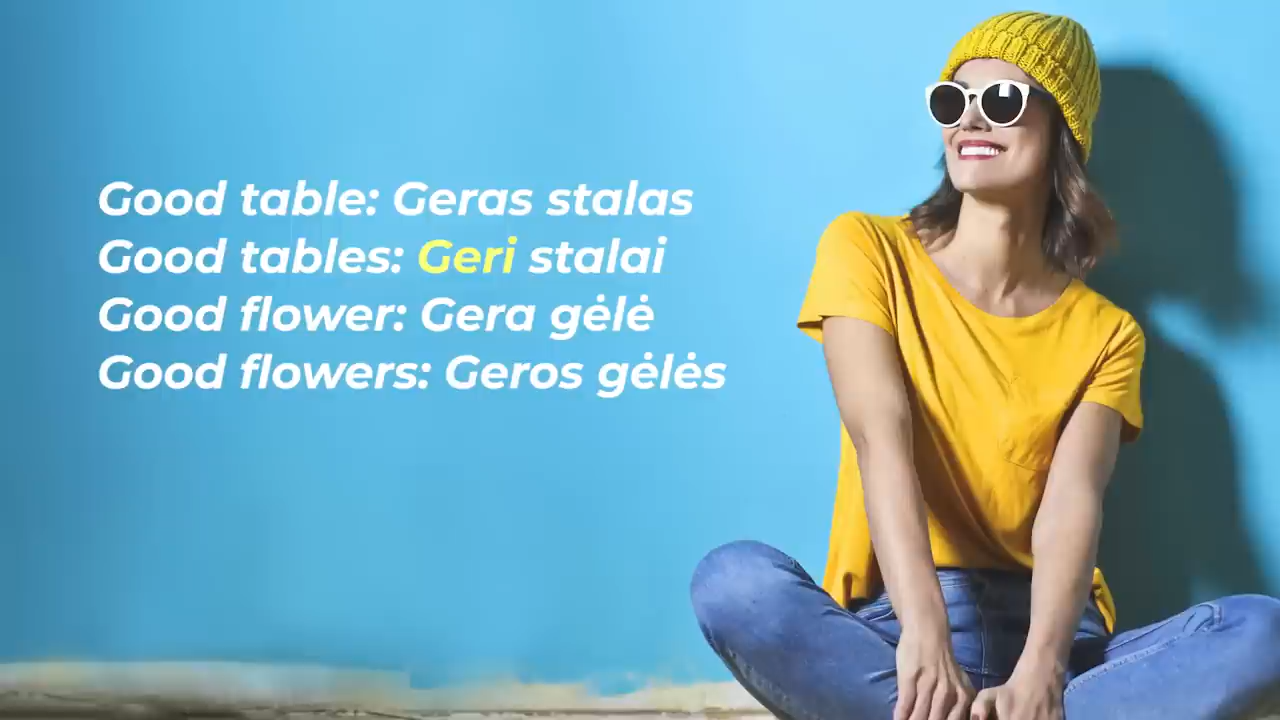 Good table: Geras stalas
Good tables: Geri stalai
Good flower: Gera gėlė
Good flowers: Geros gėlės